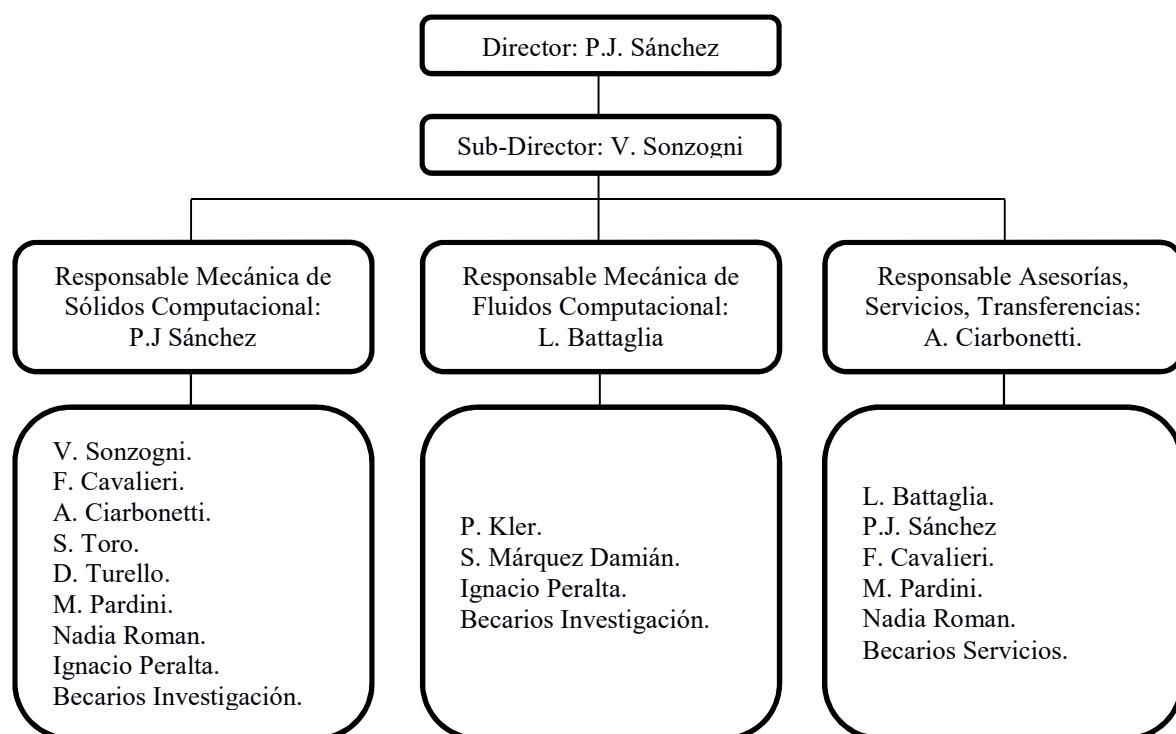 Director: P.J. Sánchez
Sub-Director: V. Sonzogni
Responsable Mecánica de
Sólidos Computacional:
P.J Sánchez
Responsable Mecánica de
Fluidos Computacional:
L. Battaglia
Responsable Asesorías,
Servicios, Transferencias:
A. Ciarbonetti.
V. Sonzogni.
F. Cavalieri.
A. Ciarbonetti.
S. Toro.
D. Turello.
M. Pardini.
Nadia Roman.
Ignacio Peralta.
Becarios Investigación.
P. Kler.
S. Márquez Damián.
Ignacio Peralta.
Becarios Investigación.
L. Battaglia.
P.J. Sánchez
F. Cavalieri.
M. Pardini.
Nadia Roman.
Becarios Servicios.